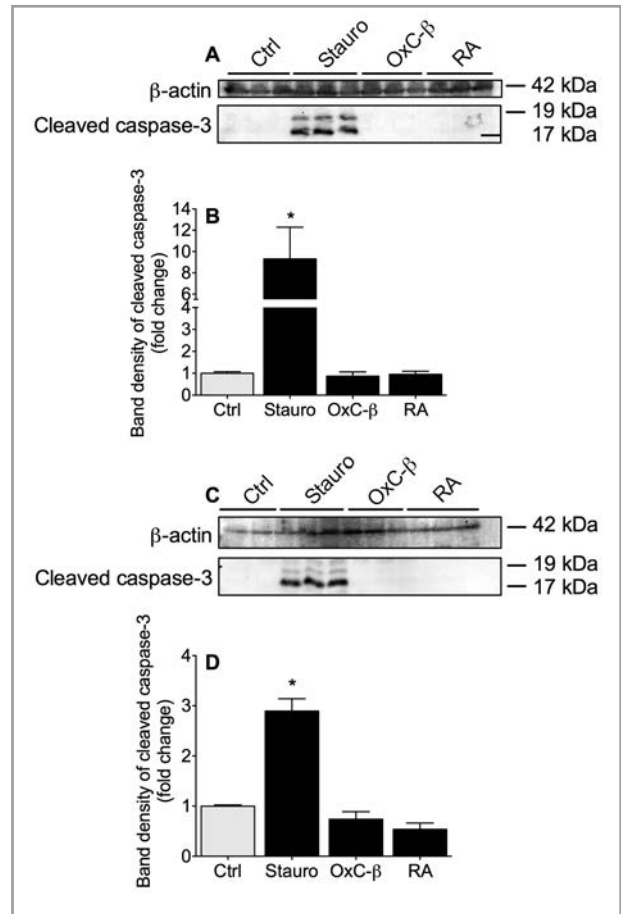 A
Ctrl Stauro OxC-β RA
β-actin 42 kDa
19 kDa
Cleaved caspase-3 17 kDa
B
Band density of cleaved caspase-3
(fold change)
14
12
10
8
6
4
2
1
0
*
Ctrl Stauro OxC-β RA
C
Ctrl Stauro OxC-β RA
β-actin 42 kDa
19 kDa
Cleaved caspase-3 17 kDa
D
Band density of cleaved caspase-3
(fold change)
4
3
2
1
0
*
Ctrl Stauro OxC-β RA